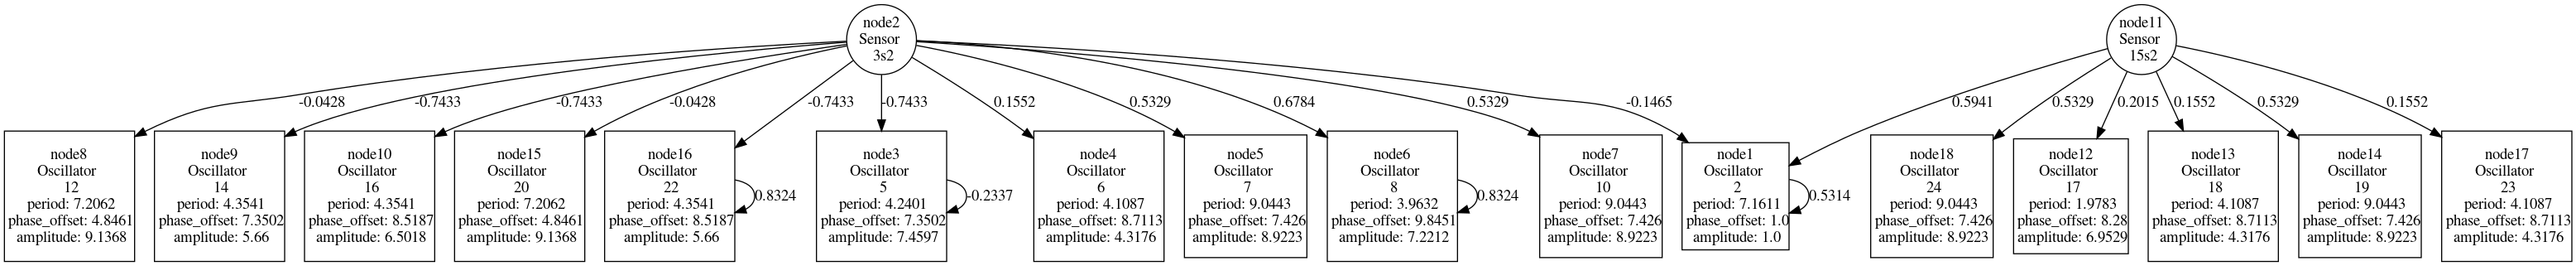 node2
Sensor
3s2
node11
Sensor
15s2
-0.0428
-0.7433
-0.7433
-0.0428
-0.7433
-0.7433
0.1552
0.5329
0.6784
0.5329
-0.1465
0.5941
0.5329
0.2015
0.1552
0.5329
0.1552
node8
Oscillator
12
period: 7.2062
phase_offset: 4.8461
amplitude: 9.1368
node9
Oscillator
14
period: 4.3541
phase_offset: 7.3502
amplitude: 5.66
node10
Oscillator
16
period: 4.3541
phase_offset: 8.5187
amplitude: 6.5018
node15
Oscillator
20
period: 7.2062
phase_offset: 4.8461
amplitude: 9.1368
node16
Oscillator
22
period: 4.3541
phase_offset: 8.5187
amplitude: 5.66
0.8324
node3
Oscillator
5
period: 4.2401
phase_offset: 7.3502
amplitude: 7.4597
-0.2337
node4
Oscillator
6
period: 4.1087
phase_offset: 8.7113
amplitude: 4.3176
node5
Oscillator
7
period: 9.0443
phase_offset: 7.426
amplitude: 8.9223
node6
Oscillator
8
period: 3.9632
phase_offset: 9.8451
amplitude: 7.2212
0.8324
node7
Oscillator
10
period: 9.0443
phase_offset: 7.426
amplitude: 8.9223
node1
Oscillator
2
period: 7.1611
phase_offset: 1.0
amplitude: 1.0
0.5314
node18
Oscillator
24
period: 9.0443
phase_offset: 7.426
amplitude: 8.9223
node12
Oscillator
17
period: 1.9783
phase_offset: 8.28
amplitude: 6.9529
node13
Oscillator
18
period: 4.1087
phase_offset: 8.7113
amplitude: 4.3176
node14
Oscillator
19
period: 9.0443
phase_offset: 7.426
amplitude: 8.9223
node17
Oscillator
23
period: 4.1087
phase_offset: 8.7113
amplitude: 4.3176